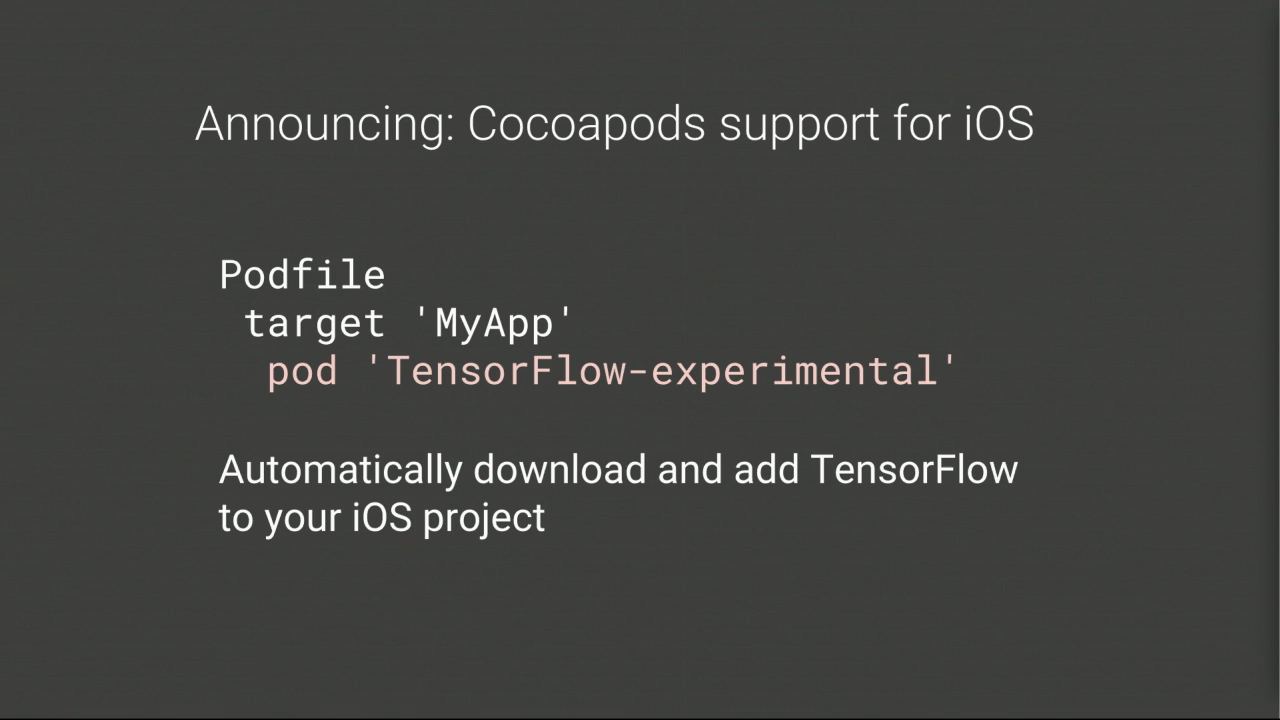 Announcing: Cocoapods support for iOS
Podfile
target 'MyApp'
pod 'TensorFlow-experimental'
Automatically download and add TensorFlow
to your iOS project